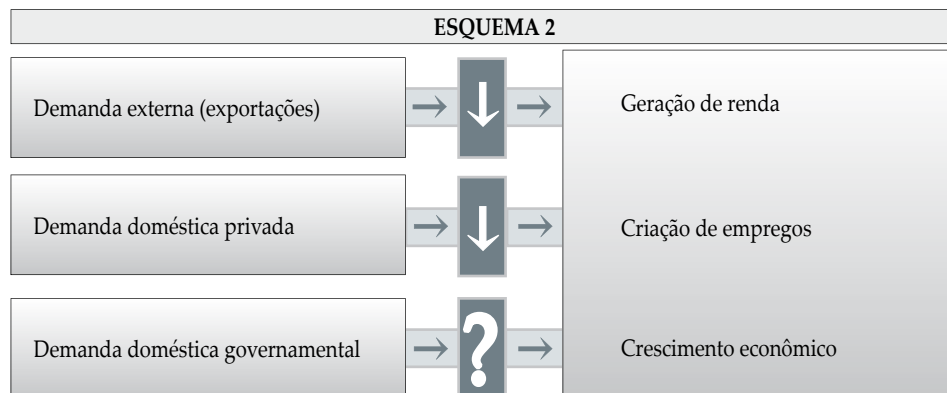 ESQUEMA 2
Demanda externa (exportações)
Geração de renda
Demanda doméstica privada
Criação de empregos
Demanda doméstica governamental
?
Crescimento econômico